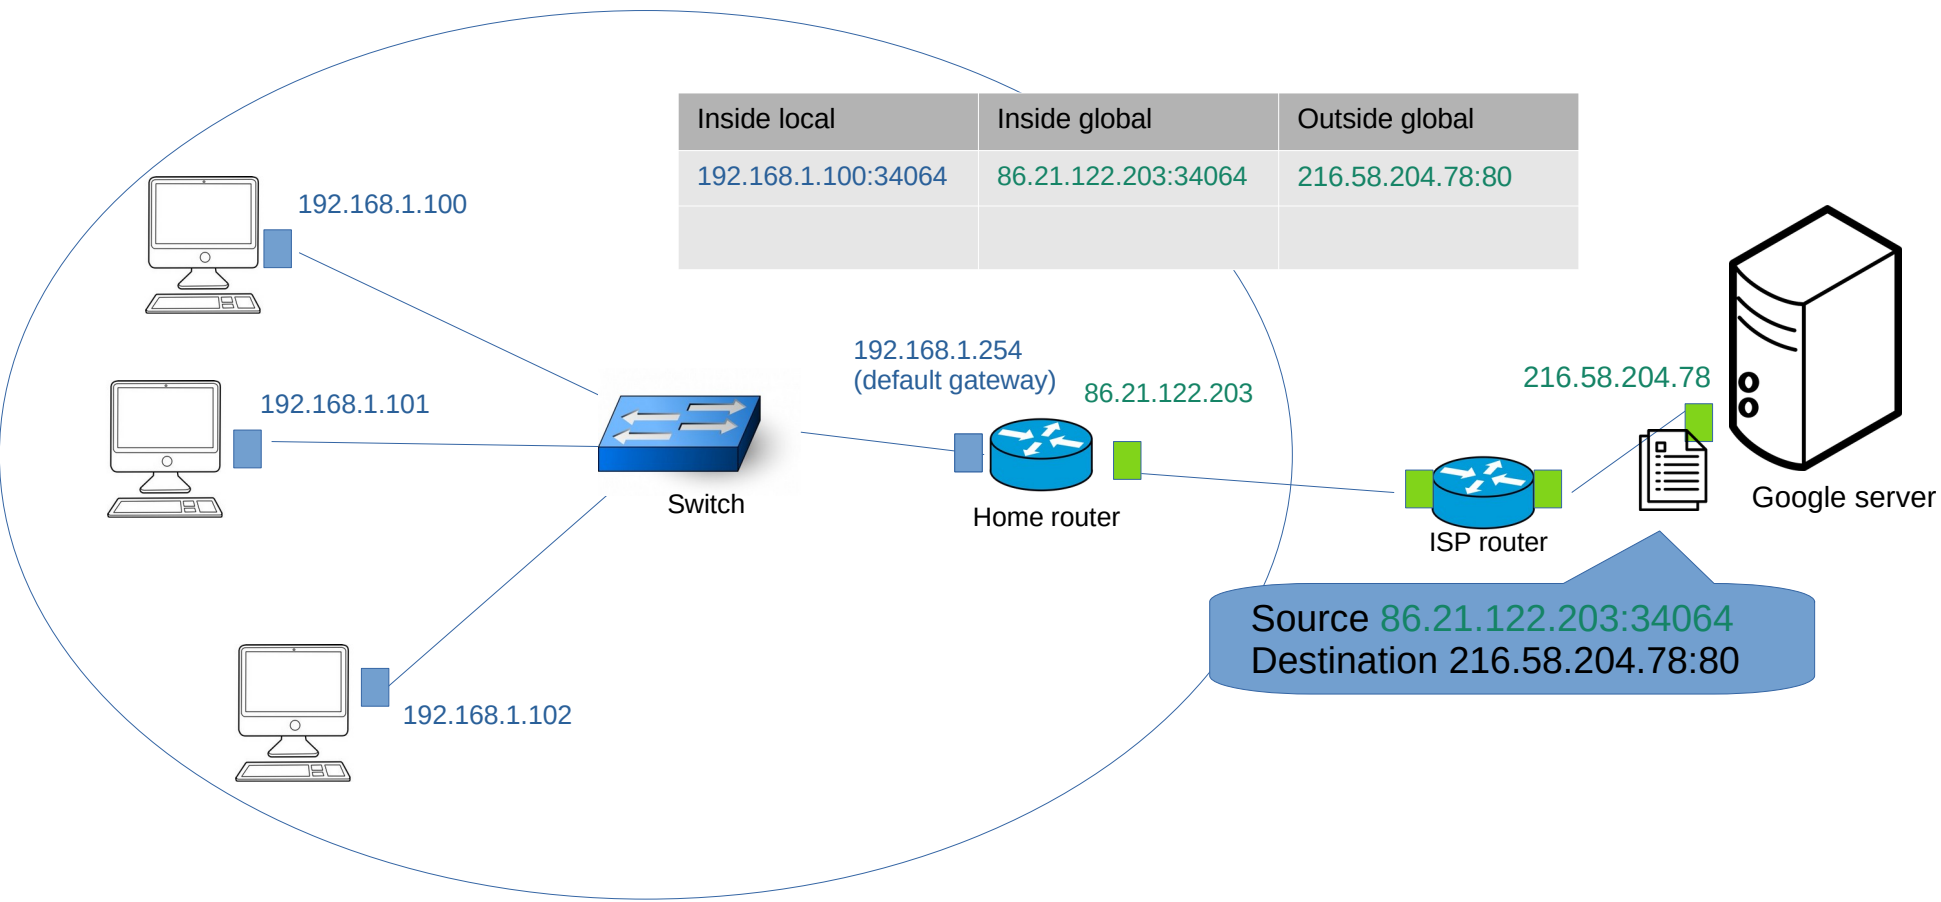 Inside local
Inside global
Outside global
192.168.1.100:34064
86.21.122.203:34064
216.58.204.78:80
192.168.1.100
192.168.1.254
(default gateway)
86.21.122.203
216.58.204.78
192.168.1.101
Switch
Home router
ISP router
Google server
Source 86.21.122.203:34064
Destination 216.58.204.78:80
192.168.1.102